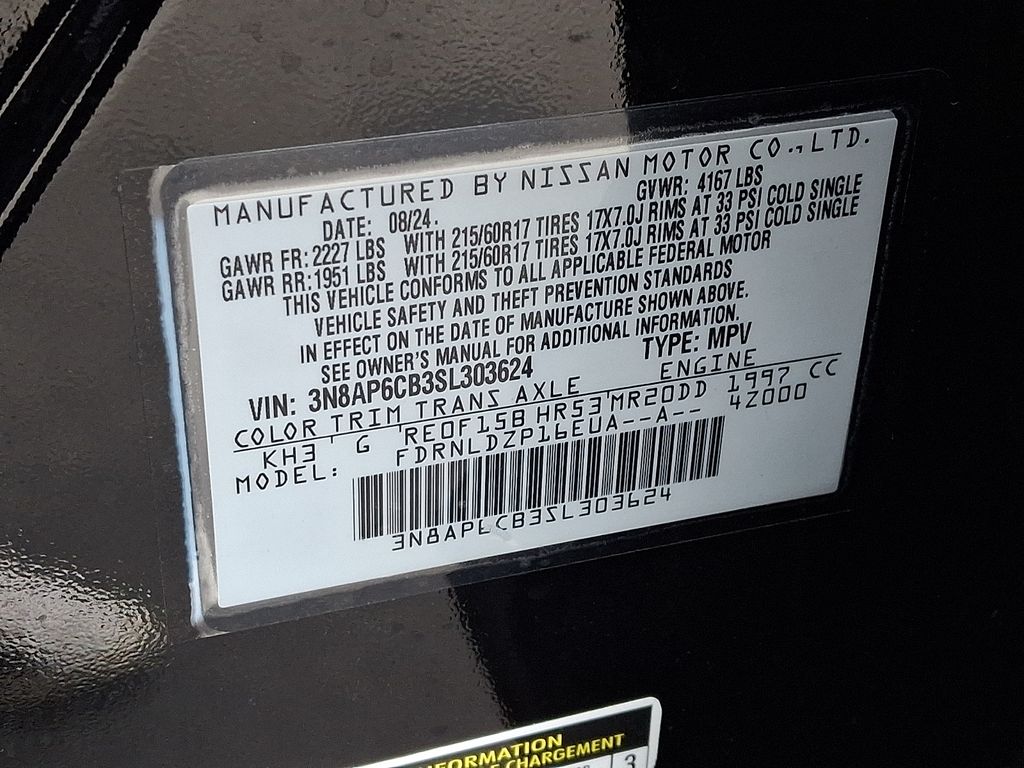 MANUFACTURED BY NISSAN MOTOR CO., LTD.
DATE: 08/24. GVWR: 4167 LBS
GAWR FR: 2227 LBS WITH 215/60R17 TIRES 17X7.0J RIMS AT 33 PSI COLD SINGLE
GAWR RR: 1951 LBS WITH 215/60R17 TIRES 17X7.0J RIMS AT 33 PSI COLD SINGLE
THIS VEHICLE CONFORMS TO ALL APPLICABLE FEDERAL MOTOR
VEHICLE SAFETY AND THEFT PREVENTION STANDARDS
IN EFFECT ON THE DATE OF MANUFACTURE SHOWN ABOVE.
SEE OWNER'S MANUAL FOR ADDITIONAL INFORMATION.
VIN: 3N8AP6CB3SL303624 TYPE: MPV
COLOR TRIM TRANS AXLE ENGINE
KH3 G RE0F15B HR53 MR20DD 1997 CC
MODEL: FDRNLDZP16EUA--A-- 4Z000
3N8AP6CB3SL303624
FORMATION
E CHARGEMENT
3